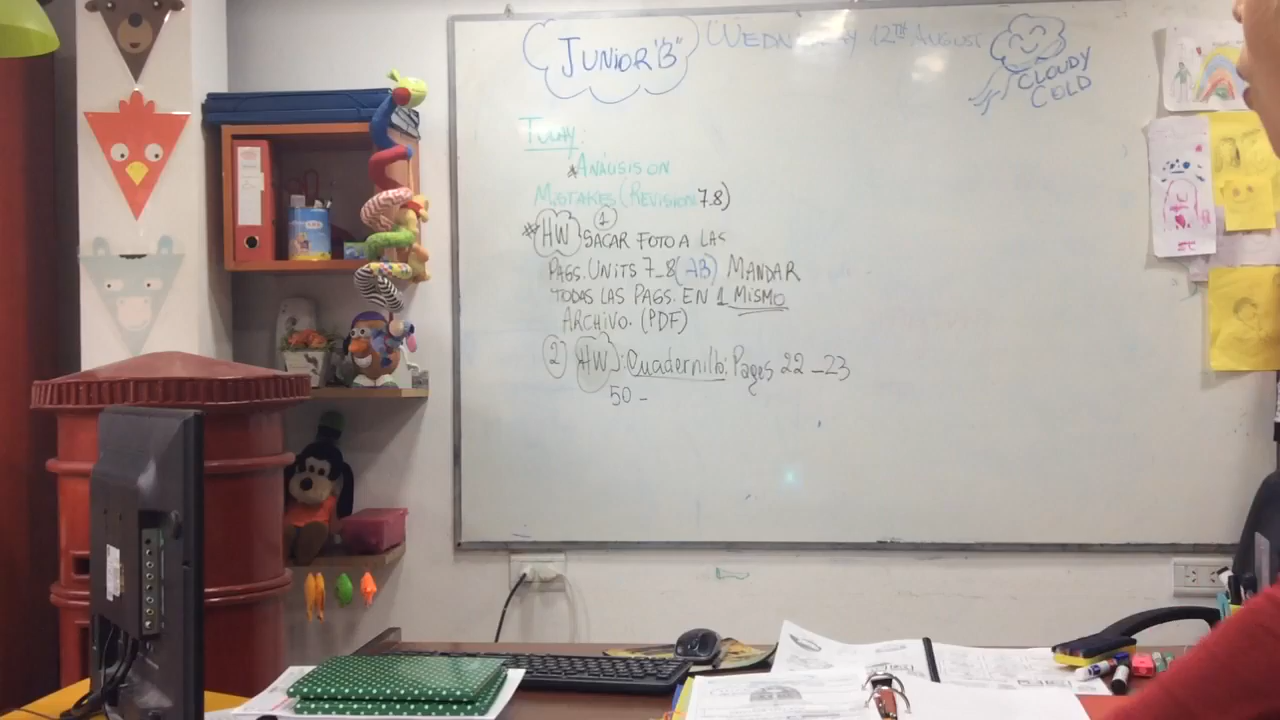 JUNIOR "B" WEDNESDAY 12TH AUGUST
CLOUDY
COLD
TODAY:
*ANÁLISIS ON
MISTAKES (REVISION 7.8)
*HW 1 SACAR FOTO A LAS
PAGS. UNITS 7_8 (AB) MANDAR
TODAS LAS PAGS. EN 1 MISMO
ARCHIVO. (PDF)
2 HW: Cuadernillo: Pages 22 _ 23
50 -